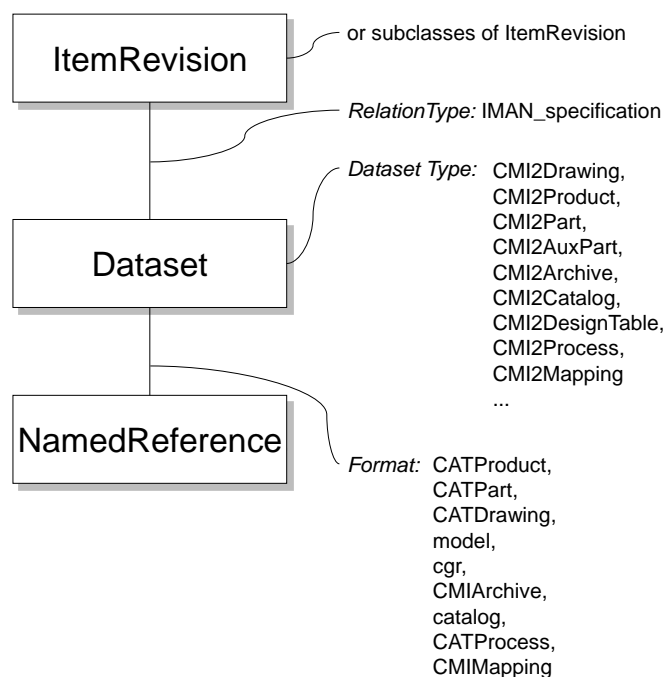 ItemRevision
or subclasses of ItemRevision
RelationType: IMAN_specification
Dataset
Dataset Type: CMI2Drawing,
CMI2Product,
CMI2Part,
CMI2AuxPart,
CMI2Archive,
CMI2Catalog,
CMI2DesignTable,
CMI2Process,
CMI2Mapping
...
NamedReference
Format: CATProduct,
CATPart,
CATDrawing,
model,
cgr,
CMIArchive,
catalog,
CATProcess,
CMIMapping